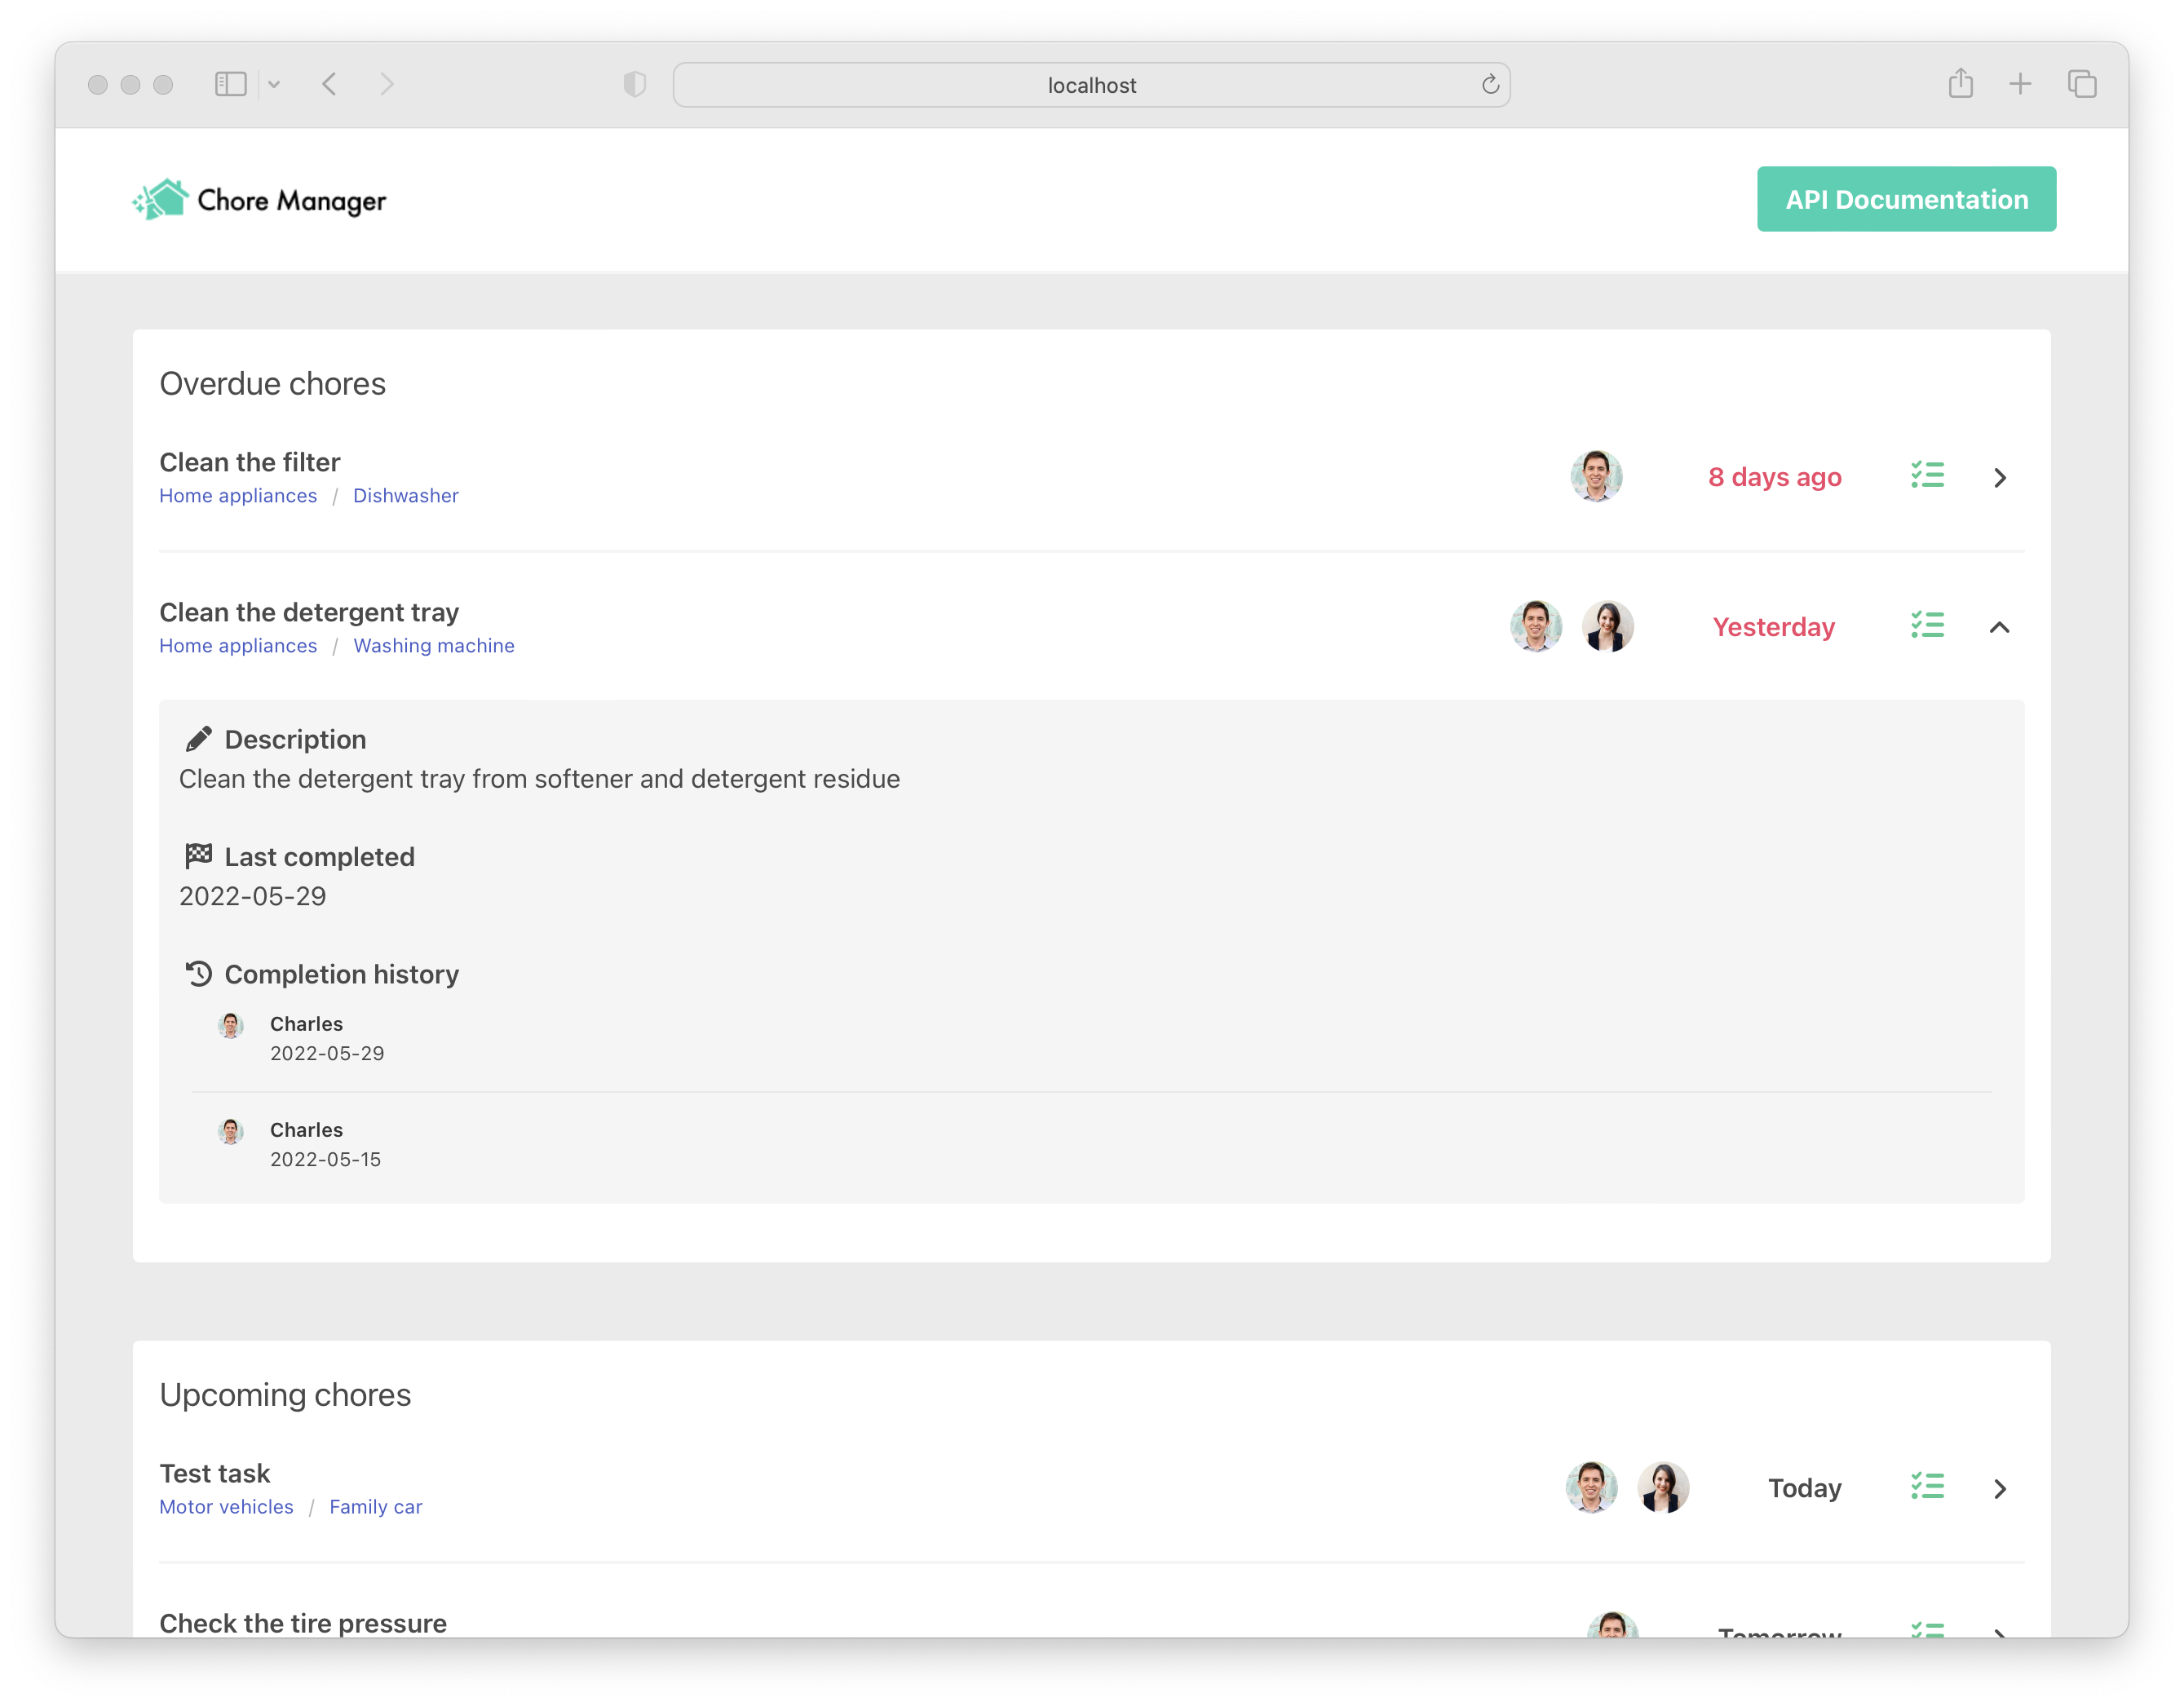 localhost
Chore Manager
API Documentation
Overdue chores
Clean the filter
Home appliances / Dishwasher
8 days ago
Clean the detergent tray
Home appliances / Washing machine
Yesterday
Description
Clean the detergent tray from softener and detergent residue
Last completed
2022-05-29
Completion history
Charles
2022-05-29
Charles
2022-05-15
Upcoming chores
Test task
Motor vehicles / Family car
Today
Check the tire pressure
Tomorrow